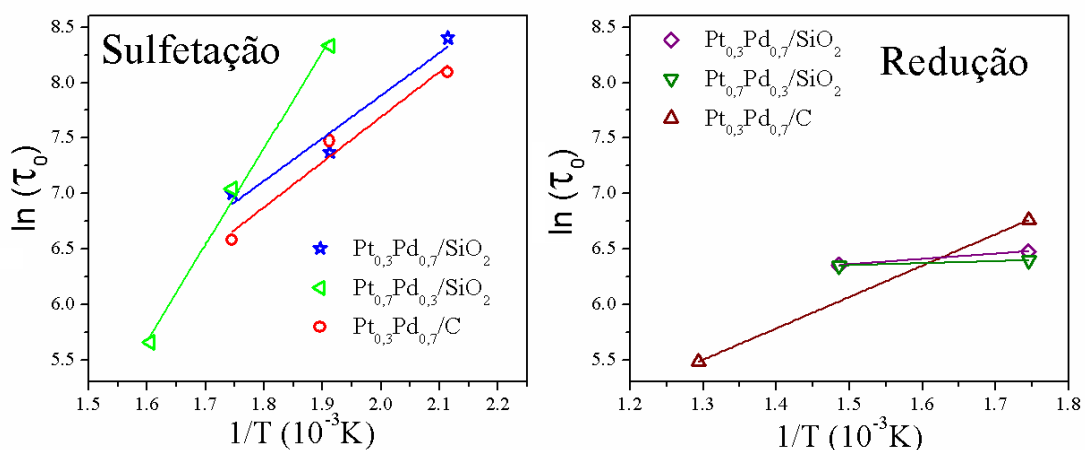 Sulfetação
8.5
8.0
7.5
7.0
6.5
6.0
5.5
ln (τ₀)
Pt₀,₃Pd₀,₇/SiO₂
Pt₀,₇Pd₀,₃/SiO₂
Pt₀,₃Pd₀,₇/C
1.5 1.6 1.7 1.8 1.9 2.0 2.1 2.2
1/T (10⁻³K)
Redução
8.5
8.0
7.5
7.0
6.5
6.0
5.5
ln (τ₀)
Pt₀,₃Pd₀,₇/SiO₂
Pt₀,₇Pd₀,₃/SiO₂
Pt₀,₃Pd₀,₇/C
1.2 1.3 1.4 1.5 1.6 1.7 1.8
1/T (10⁻³K)